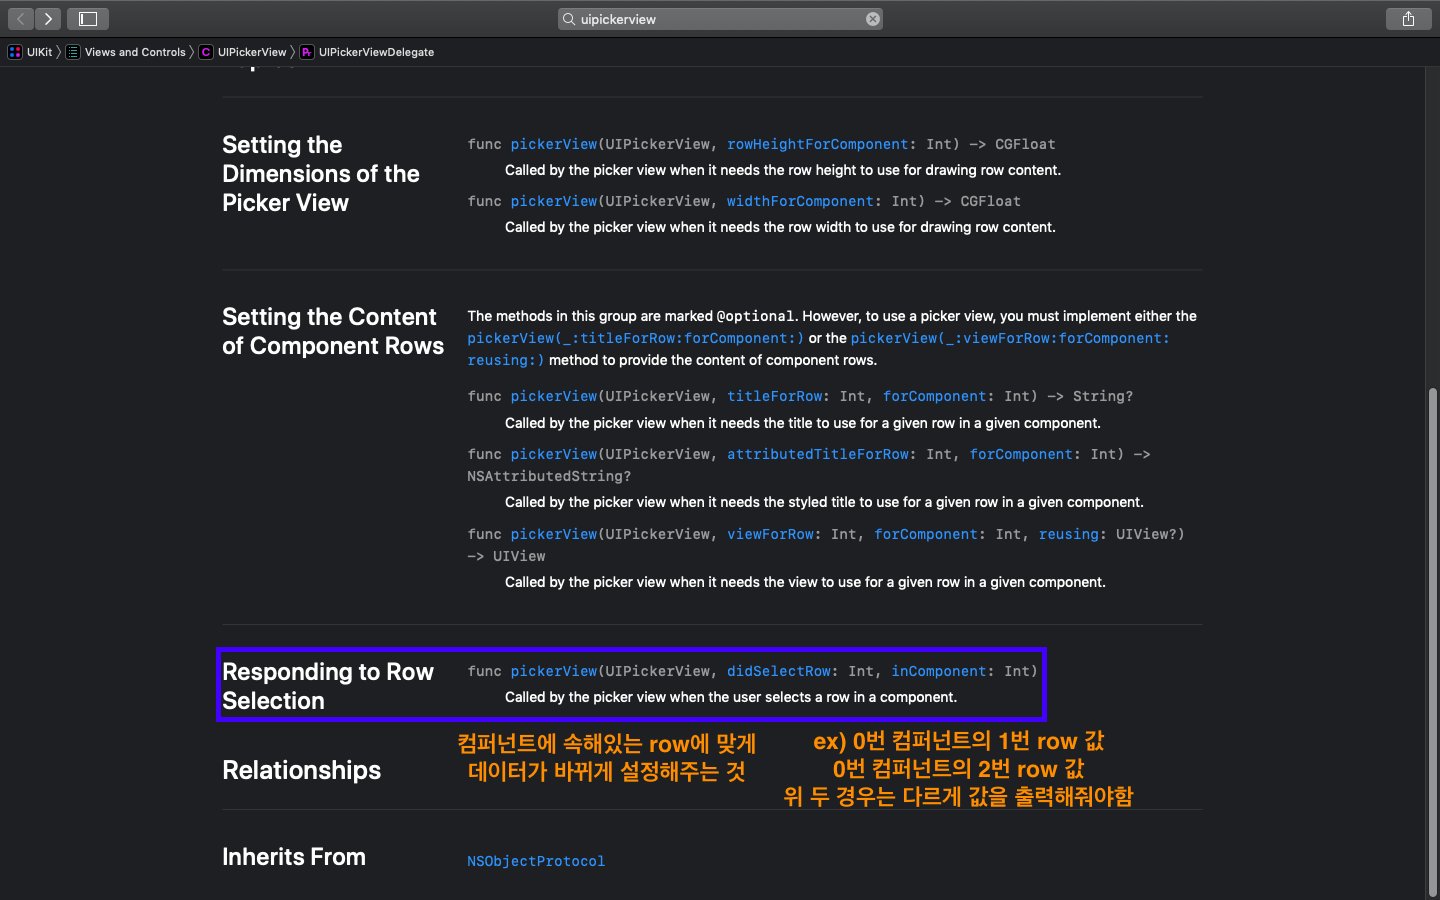 uipickerview
UIKit 〉 Views and Controls 〉 C UIPickerView 〉 Pr UIPickerViewDelegate
Setting the Dimensions of the Picker View
func pickerView(UIPickerView, rowHeightForComponent: Int) -> CGFloat
Called by the picker view when it needs the row height to use for drawing row content.
func pickerView(UIPickerView, widthForComponent: Int) -> CGFloat
Called by the picker view when it needs the row width to use for drawing row content.
Setting the Content
of Component Rows
The methods in this group are marked @optional. However, to use a picker view, you must implement either the
pickerView(_:titleForRow:forComponent:) or the pickerView(_:viewForRow:forComponent:
reusing:) method to provide the content of component rows.
func pickerView(UIPickerView, titleForRow: Int, forComponent: Int) -> String?
Called by the picker view when it needs the title to use for a given row in a given component.
func pickerView(UIPickerView, attributedTitleForRow: Int, forComponent: Int) ->
NSAttributedString?
Called by the picker view when it needs the styled title to use for a given row in a given component.
func pickerView(UIPickerView, viewForRow: Int, forComponent: Int, reusing: UIView?)
-> UIView
Called by the picker view when it needs the view to use for a given row in a given component.
Responding to Row
Selection
func pickerView(UIPickerView, didSelectRow: Int, inComponent: Int)
Called by the picker view when the user selects a row in a component.
컴퍼넌트에 속해있는 row에 맞게
데이터가 바뀌게 설정해주는 것
ex) 0번 컴퍼넌트의 1번 row 값
0번 컴퍼넌트의 2번 row 값
위 두 경우는 다르게 값을 출력해줘야함
Relationships
Inherits From
NSObjectProtocol